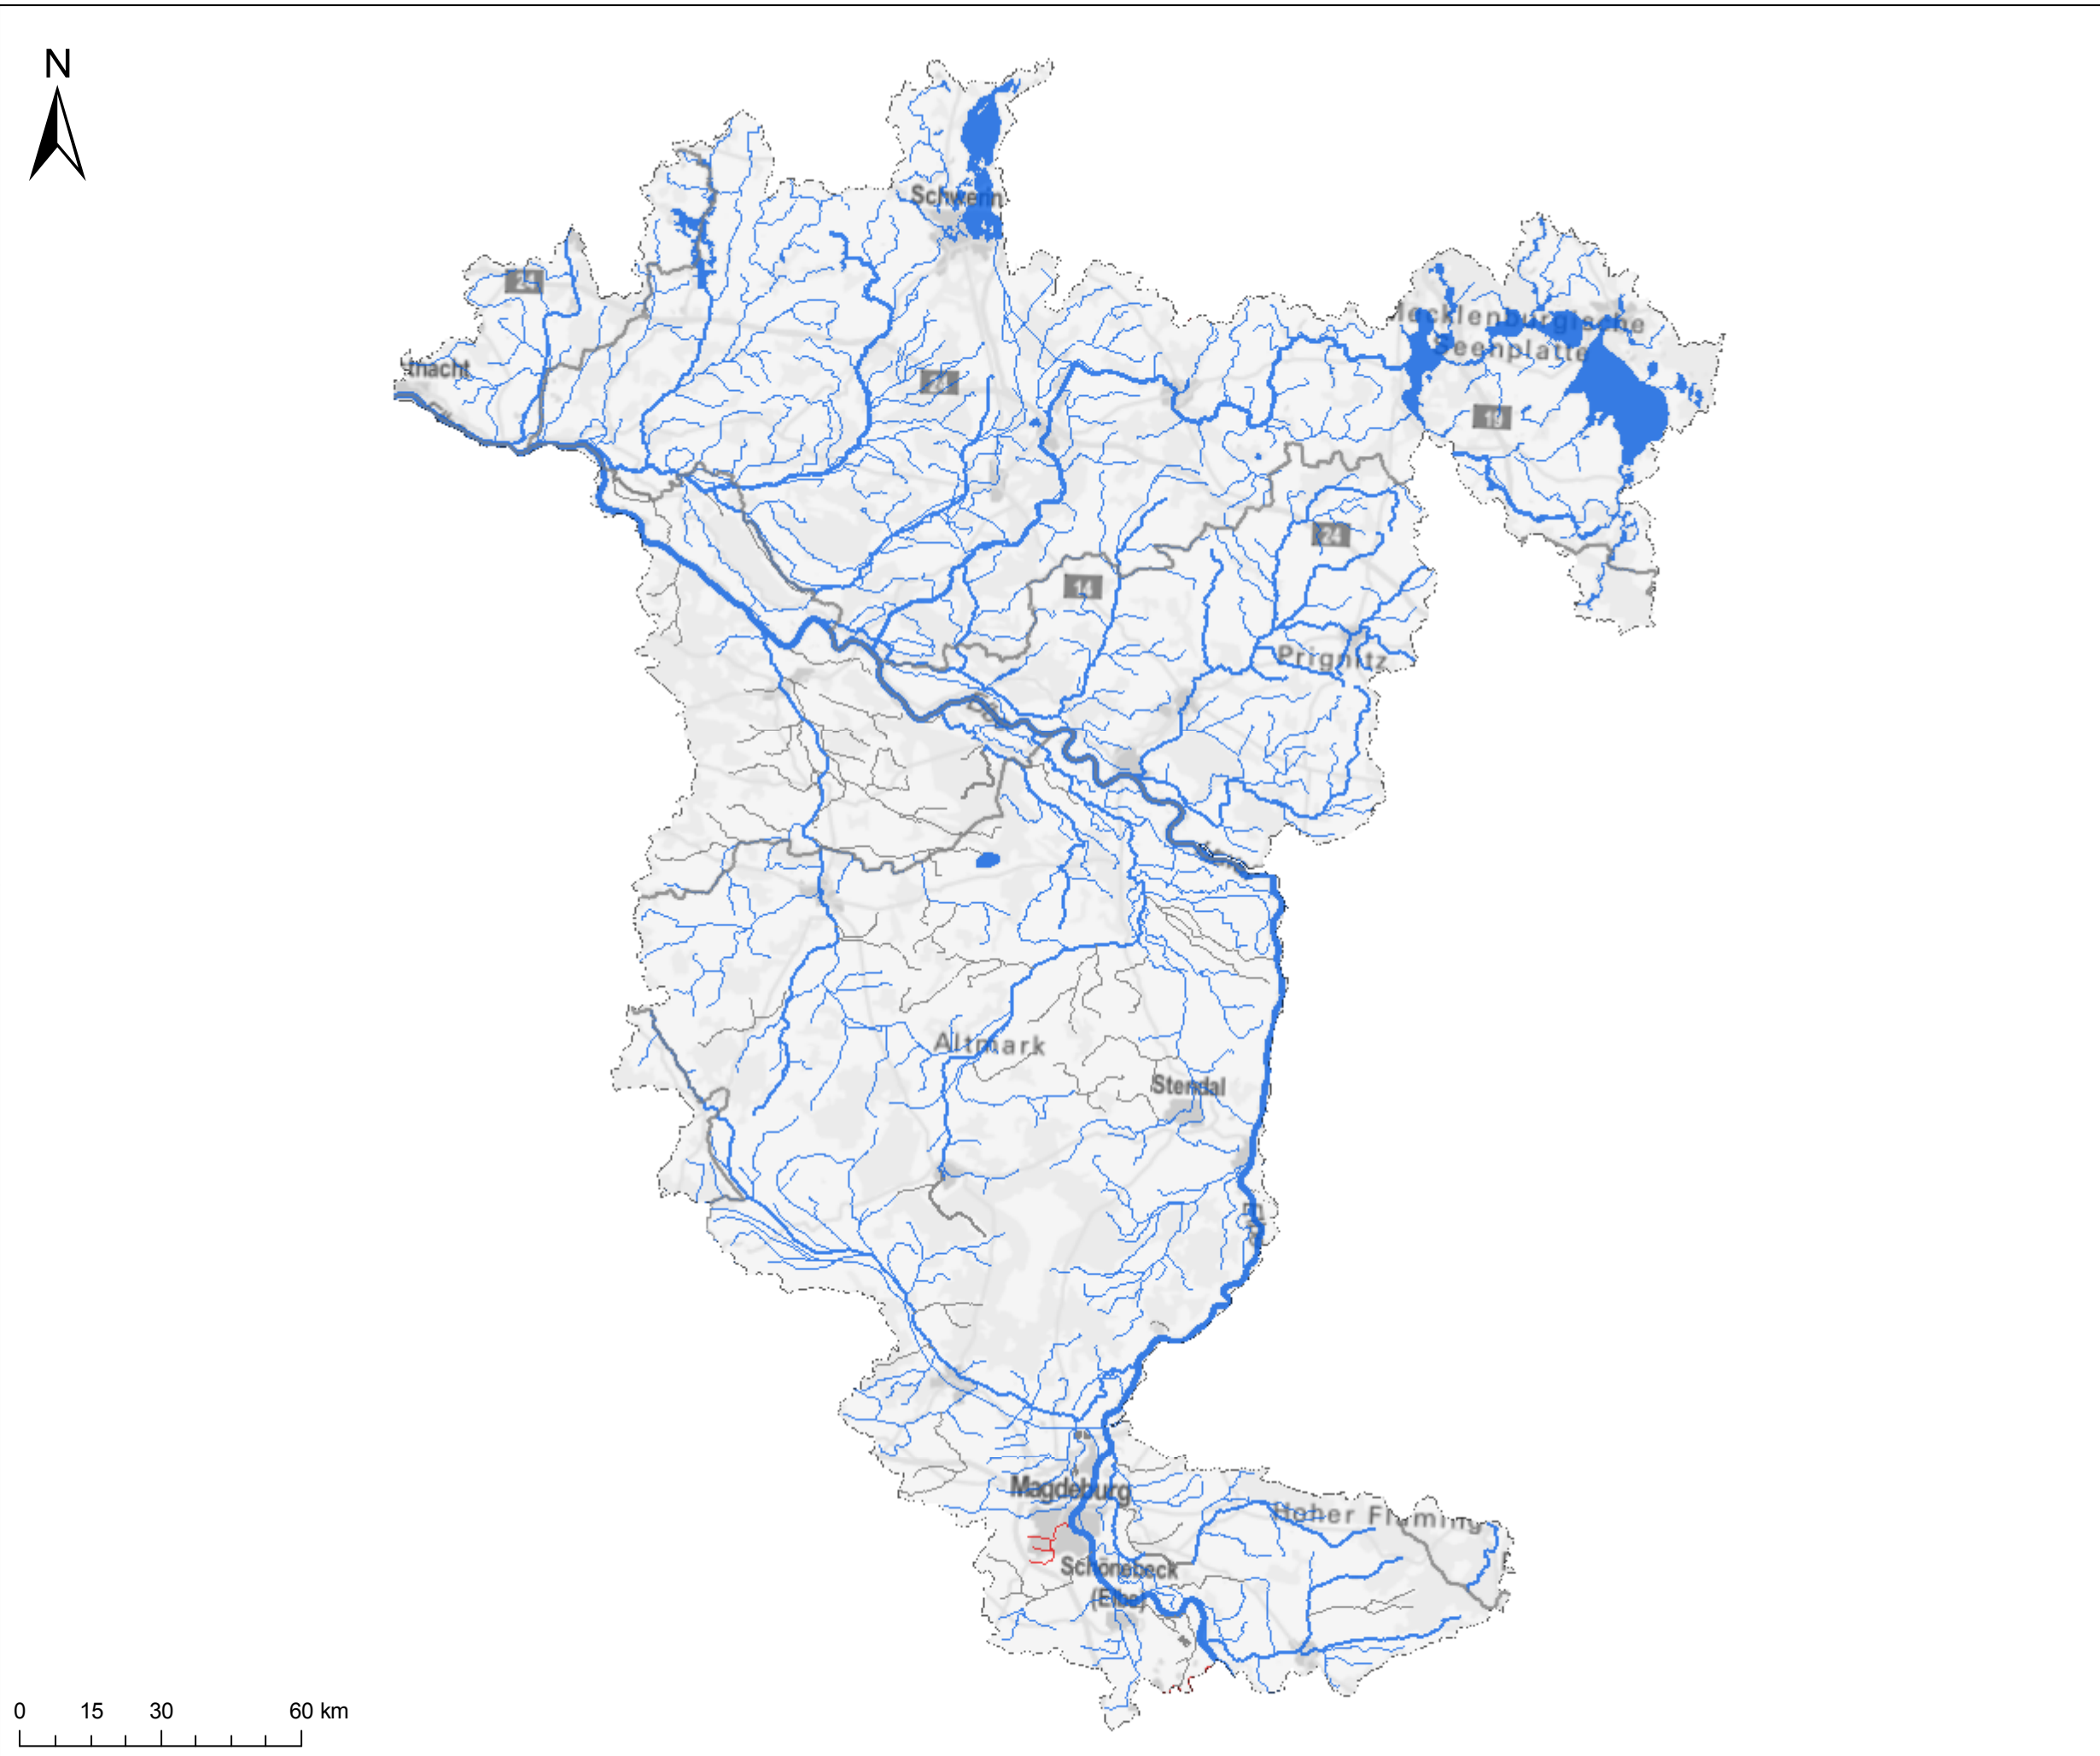 N
Schwerin
24
Mecklenburgische
Seenplatte
tnacht
24
19
24
14
Prignitz
Altmark
Stendal
Magdeburg
Hoher Fläming
Schönebeck
(Elbe)
0 15 30 60 km